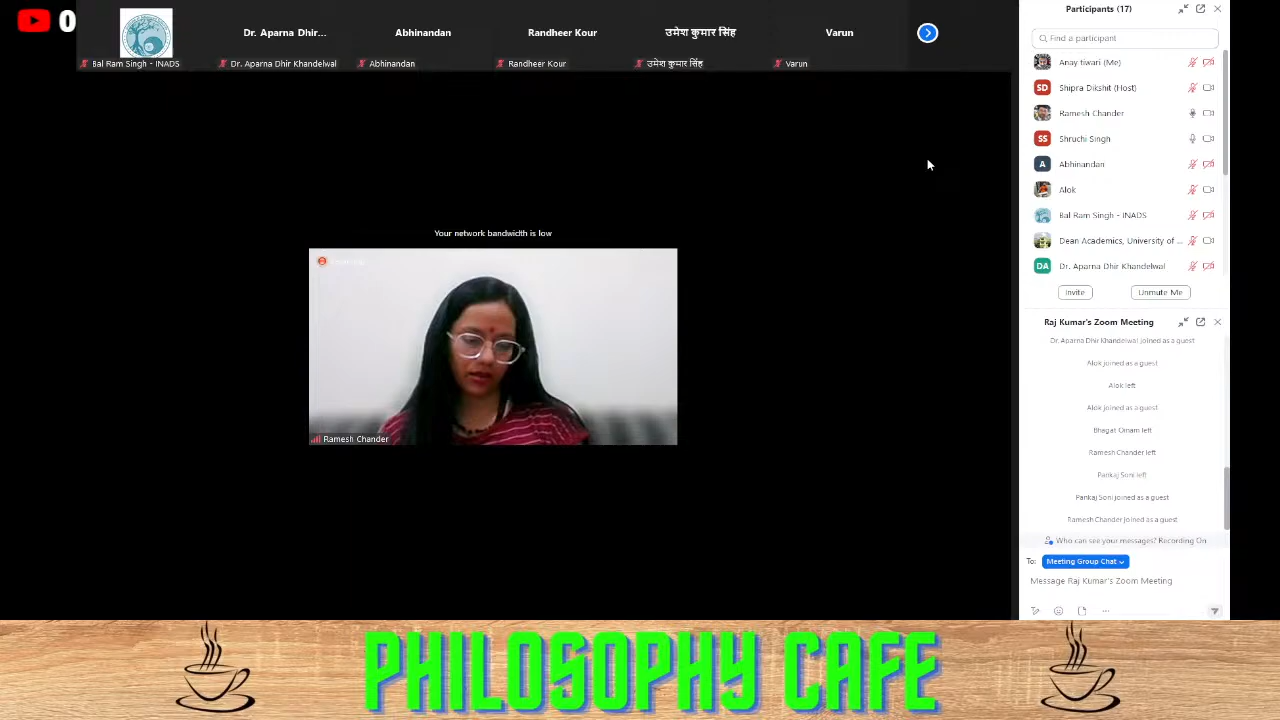 0
Dr. Aparna Dhir...
Abhinandan
Randheer Kour
उमेश कुमार सिंह
Varun
Bal Ram Singh - INADS
Dr. Aparna Dhir Khandelwal
Abhinandan
Randheer Kour
उमेश कुमार सिंह
Varun
Your network bandwidth is low
Ramesh Chander
Participants (17)
Find a participant
Anay tiwari (Me)
SD
Shipra Dikshit (Host)
Ramesh Chander
SS
Shruchi Singh
A
Abhinandan
Alok
Bal Ram Singh - INADS
Dean Academics, University of ...
DA
Dr. Aparna Dhir Khandelwal
Invite
Unmute Me
Raj Kumar's Zoom Meeting
Dr. Aparna Dhir Khandelwal joined as a guest
Alok joined as a guest
Alok left
Alok joined as a guest
Bhagat Oinam left
Ramesh Chander left
Pankaj Soni left
Pankaj Soni joined as a guest
Ramesh Chander joined as a guest
Who can see your messages? Recording On
To: Meeting Group Chat
Message Raj Kumar's Zoom Meeting
PHILOSOPHY CAFE